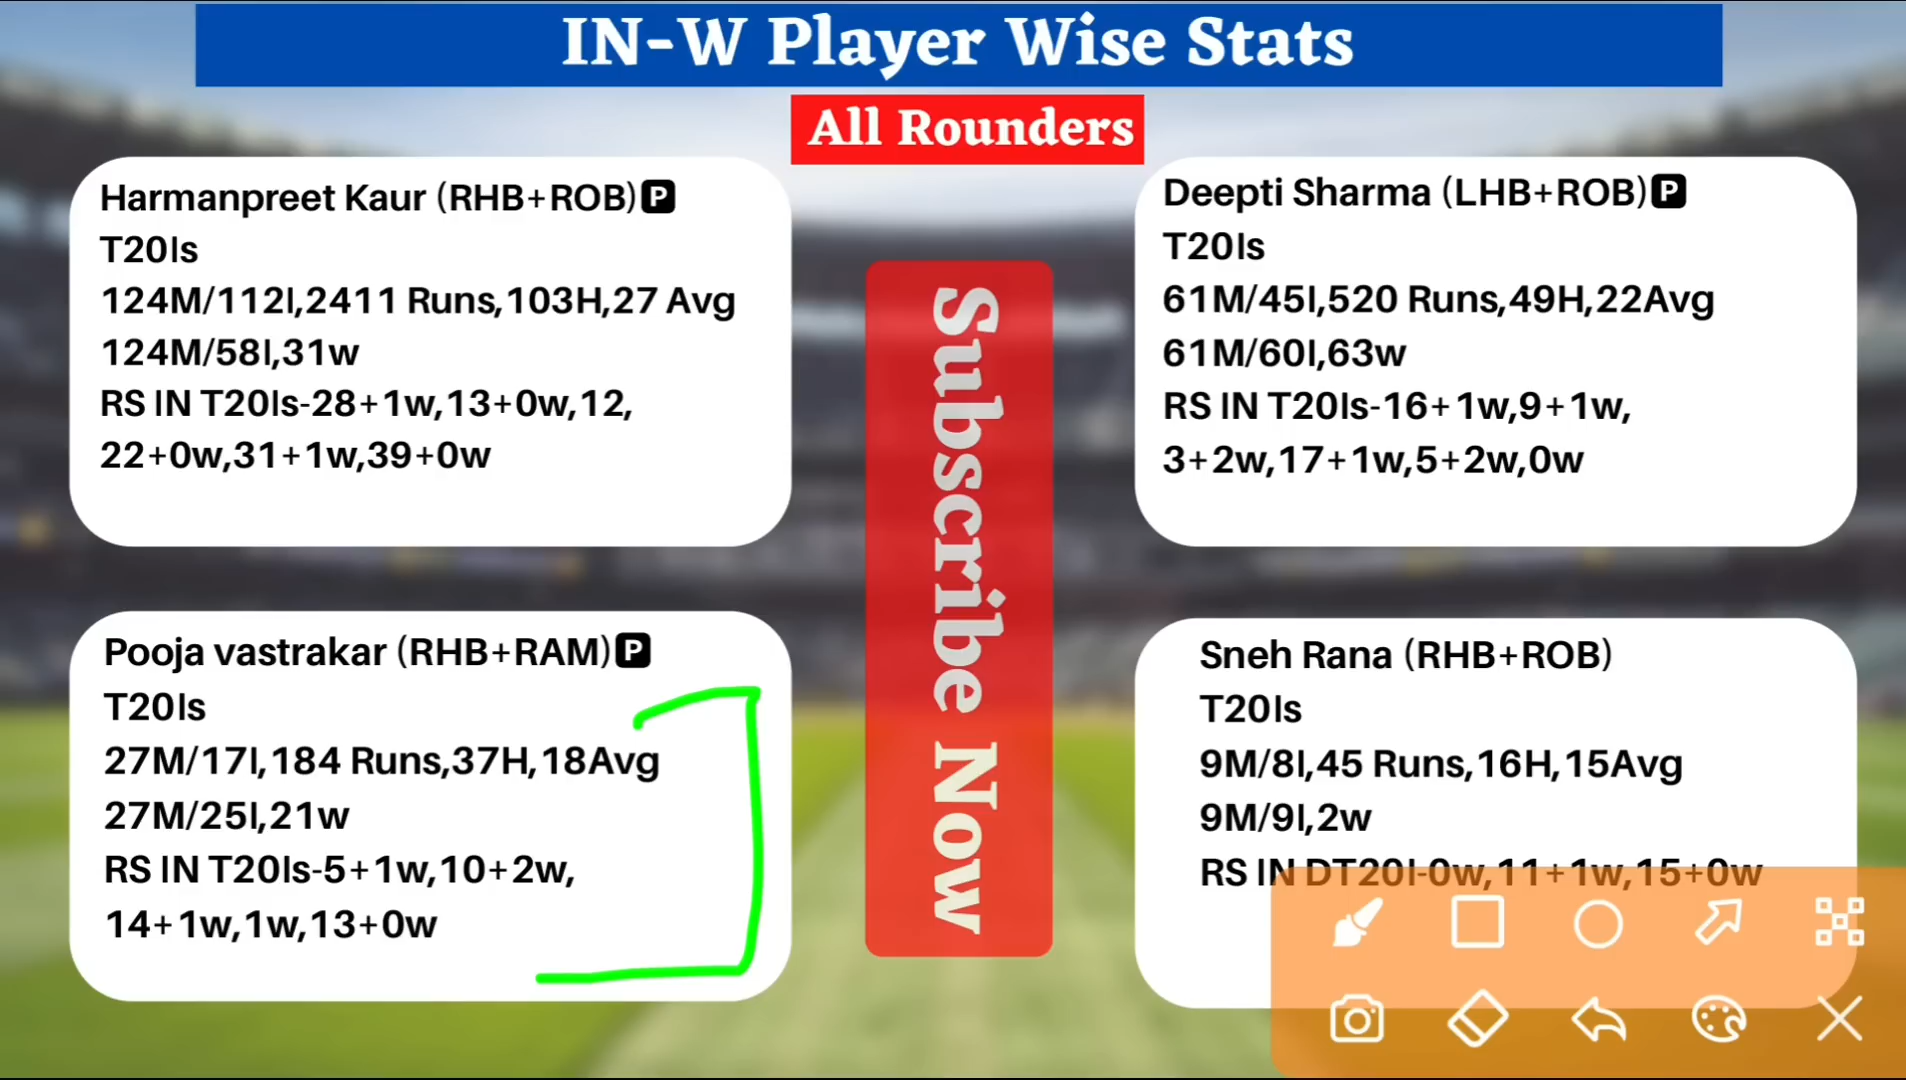 IN-W Player Wise Stats
All Rounders
Harmanpreet Kaur (RHB+ROB) P
T20Is
124M/112I,2411 Runs,103H,27 Avg
124M/58I,31w
RS IN T20Is-28+1w,13+0w,12,
22+0w,31+1w,39+0w
Deepti Sharma (LHB+ROB) P
T20Is
61M/45I,520 Runs,49H,22Avg
61M/60I,63w
RS IN T20Is-16+1w,9+1w,
3+2w,17+1w,5+2w,0w
Subscribe Now
Pooja vastrakar (RHB+RAM) P
T20Is
27M/17I,184 Runs,37H,18Avg
27M/25I,21w
RS IN T20Is-5+1w,10+2w,
14+1w,1w,13+0w
Sneh Rana (RHB+ROB)
T20Is
9M/8I,45 Runs,16H,15Avg
9M/9I,2w
RS IN DT20I-0w,11+1w,15+0w